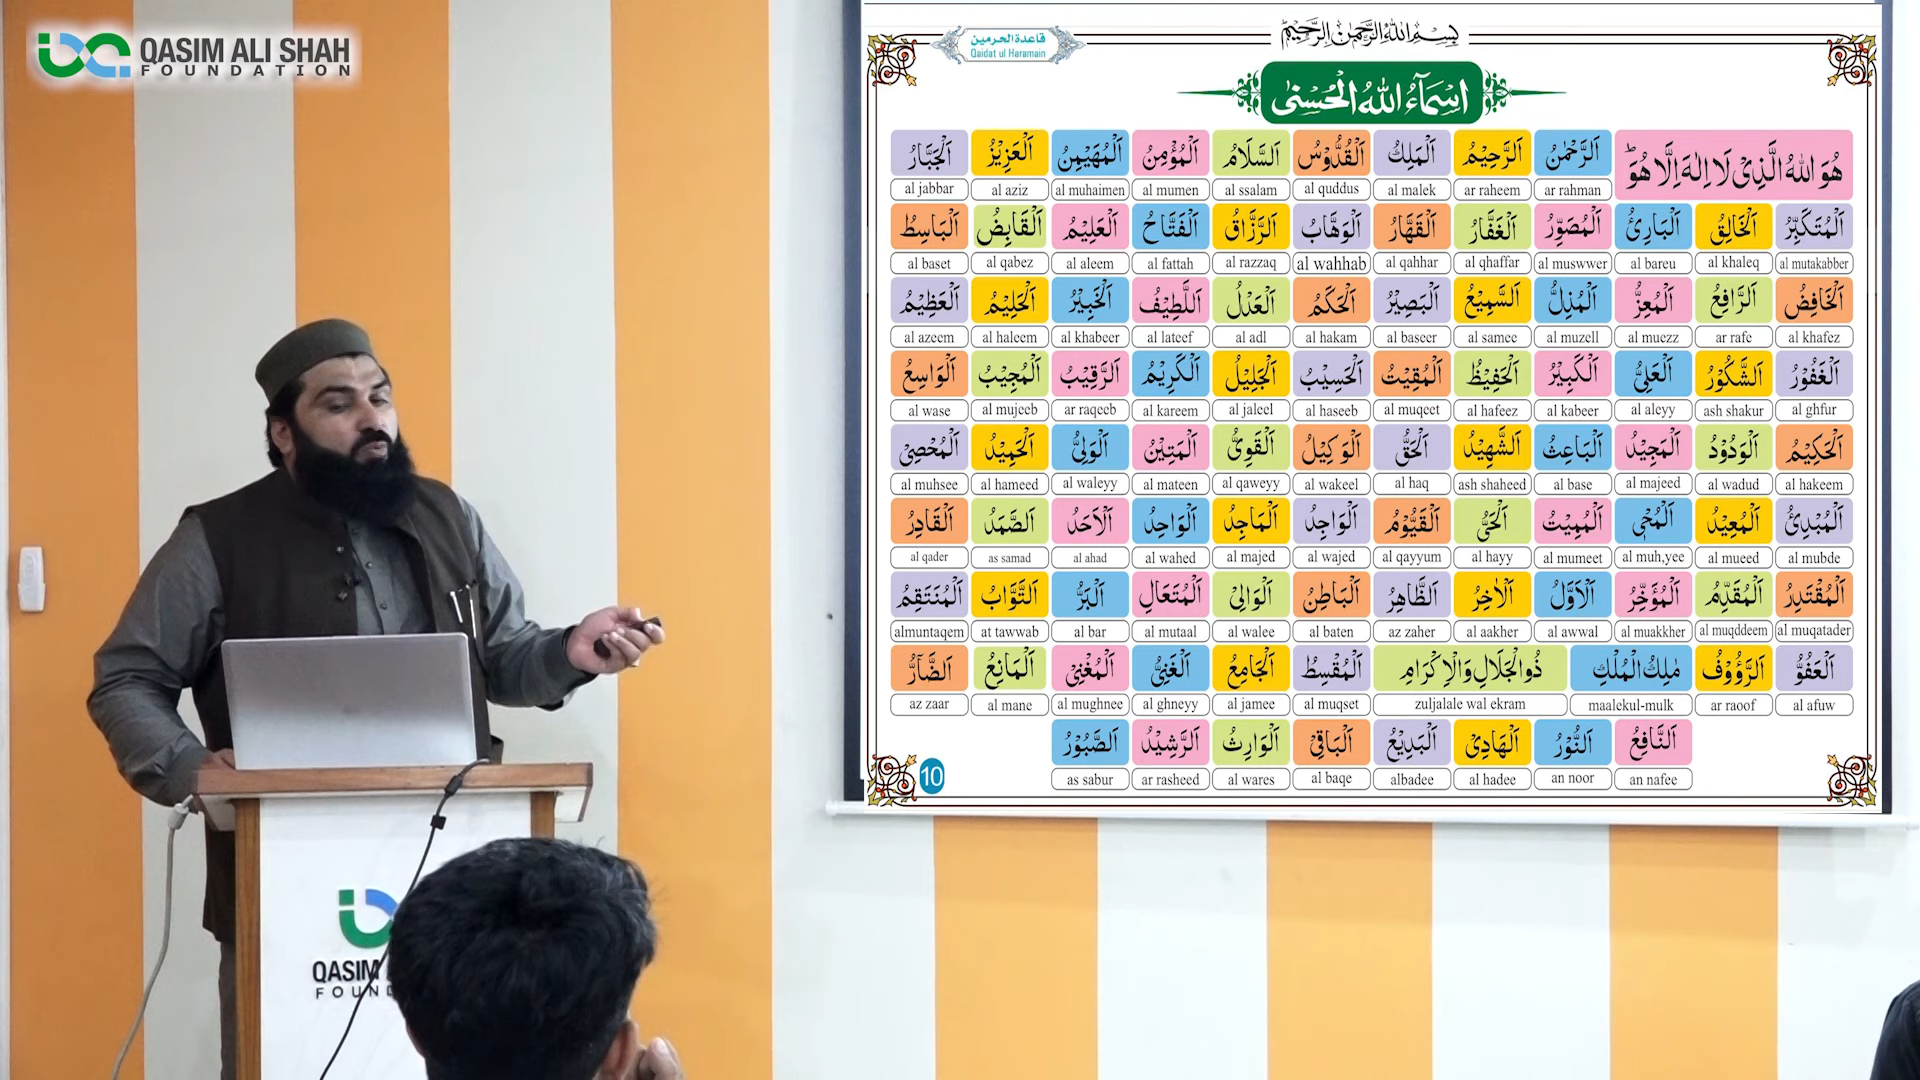 QASIM ALI SHAH
FOUNDATION
بِسْمِ اللّٰهِ الرَّحْمٰنِ الرَّحِيْمِ
قاعدة الحرمين
Qaidat ul Haramain
اَسْمَآءُ اللّٰهِ الْحُسْنٰى
هُوَ اللّٰهُ الَّذِىْ لَا اِلٰهَ اِلَّا هُوَ ۚ اَلرَّحْمٰنُ اَلرَّحِيْمُ اَلْمَلِكُ اَلْقُدُّوْسُ اَلسَّلَامُ اَلْمُؤْمِنُ اَلْمُهَيْمِنُ اَلْعَزِيْزُ اَلْجَبَّارُ
al jabbar al aziz al muhaimen al mumen al ssalam al quddus al malek ar raheem ar rahman
اَلْمُتَكَبِّرُ اَلْخَالِقُ اَلْبَارِئُ اَلْمُصَوِّرُ اَلْغَفَّارُ اَلْقَهَّارُ اَلْوَهَّابُ اَلرَّزَّاقُ اَلْفَتَّاحُ اَلْعَلِيْمُ اَلْقَابِضُ اَلْبَاسِطُ
al baset al qabez al aleem al fattah al razzaq al wahhab al qahhar al qhaffar al muswwer al bareu al khaleq al mutakabber
اَلْخَافِضُ اَلرَّافِعُ اَلْمُعِزُّ اَلْمُذِلُّ اَلسَّمِيْعُ اَلْبَصِيْرُ اَلْحَكَمُ اَلْعَدْلُ اَللَّطِيْفُ اَلْخَبِيْرُ اَلْحَلِيْمُ اَلْعَظِيْمُ
al azeem al haleem al khabeer al lateef al adl al hakam al baseer al samee al muzell al muezz ar rafe al khafez
اَلْغَفُوْرُ اَلشَّكُوْرُ اَلْعَلِىُّ اَلْكَبِيْرُ اَلْحَفِيْظُ اَلْمُقِيْتُ اَلْحَسِيْبُ اَلْجَلِيْلُ اَلْكَرِيْمُ اَلرَّقِيْبُ اَلْمُجِيْبُ اَلْوَاسِعُ
al wase al mujeeb ar raqeeb al kareem al jaleel al haseeb al muqeet al hafeez al kabeer al aleyy ash shakur al ghfur
اَلْحَكِيْمُ اَلْوَدُوْدُ اَلْمَجِيْدُ اَلْبَاعِثُ اَلشَّهِيْدُ اَلْحَقُّ اَلْوَكِيْلُ اَلْقَوِىُّ اَلْمَتِيْنُ اَلْوَلِىُّ اَلْحَمِيْدُ اَلْمُحْصِىْ
al muhsee al hameed al waleyy al mateen al qaweyy al wakeel al haq ash shaheed al base al majeed al wadud al hakeem
اَلْمُبْدِئُ اَلْمُعِيْدُ اَلْمُحْىِ اَلْمُمِيْتُ اَلْحَىُّ اَلْقَيُّوْمُ اَلْوَاجِدُ اَلْمَاجِدُ اَلْوَاحِدُ اَلْاَحَدُ اَلصَّمَدُ اَلْقَادِرُ
al qader as samad al ahad al wahed al majed al wajed al qayyum al hayy al mumeet al muh,yee al mueed al mubde
اَلْمُقْتَدِرُ اَلْمُقَدِّمُ اَلْمُؤَخِّرُ اَلْاَوَّلُ اَلْاٰخِرُ اَلظَّاهِرُ اَلْبَاطِنُ اَلْوَالِىْ اَلْمُتَعَالِ اَلْبَرُّ اَلتَّوَّابُ اَلْمُنْتَقِمُ
almuntaqem at tawwab al bar al mutaal al walee al baten az zaher al aakher al awwal al muakkher al muqddeem al muqatader
اَلْعَفُوُّ اَلرَّؤُوْفُ مٰلِكُ الْمُلْكِ ذُو الْجَلَالِ وَالْاِكْرَامِ اَلْمُقْسِطُ اَلْجَامِعُ اَلْغَنِىُّ اَلْمُغْنِىْ اَلْمَانِعُ اَلضَّآرُّ
az zaar al mane al mughnee al ghneyy al jamee al muqset zuljalale wal ekram maalekul-mulk ar raoof al afuw
اَلنَّافِعُ اَلنُّوْرُ اَلْهَادِىْ اَلْبَدِيْعُ اَلْبَاقِىْ اَلْوَارِثُ اَلرَّشِيْدُ اَلصَّبُوْرُ
as sabur ar rasheed al wares al baqe albadee al hadee an noor an nafee
10
QASIM
FOUN